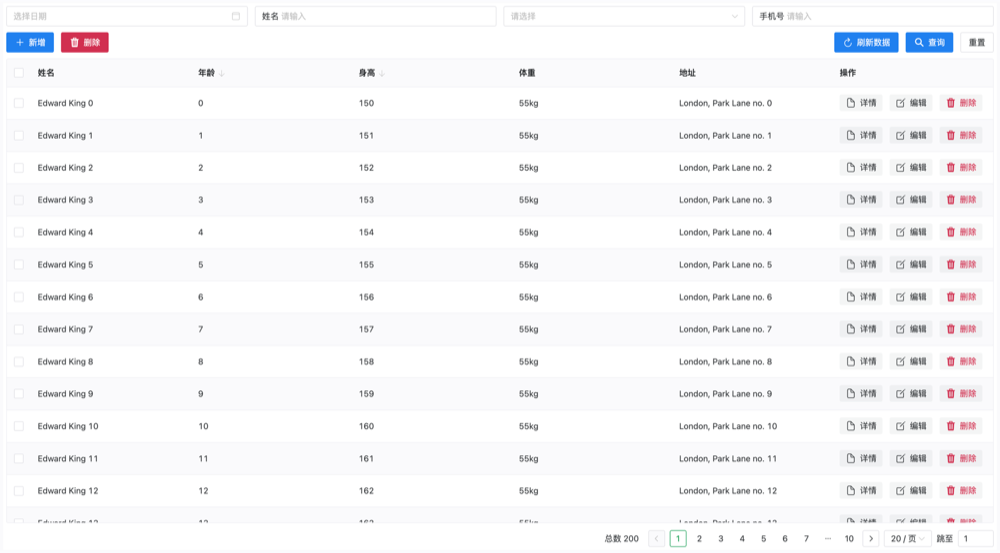 选择日期 姓名 请输入 请选择 手机号 请输入
新增 删除 刷新数据 查询 重置
姓名 年龄 身高 体重 地址 操作
Edward King 0 0 150 55kg London, Park Lane no. 0 详情 编辑 删除
Edward King 1 1 151 55kg London, Park Lane no. 1 详情 编辑 删除
Edward King 2 2 152 55kg London, Park Lane no. 2 详情 编辑 删除
Edward King 3 3 153 55kg London, Park Lane no. 3 详情 编辑 删除
Edward King 4 4 154 55kg London, Park Lane no. 4 详情 编辑 删除
Edward King 5 5 155 55kg London, Park Lane no. 5 详情 编辑 删除
Edward King 6 6 156 55kg London, Park Lane no. 6 详情 编辑 删除
Edward King 7 7 157 55kg London, Park Lane no. 7 详情 编辑 删除
Edward King 8 8 158 55kg London, Park Lane no. 8 详情 编辑 删除
Edward King 9 9 159 55kg London, Park Lane no. 9 详情 编辑 删除
Edward King 10 10 160 55kg London, Park Lane no. 10 详情 编辑 删除
Edward King 11 11 161 55kg London, Park Lane no. 11 详情 编辑 删除
Edward King 12 12 162 55kg London, Park Lane no. 12 详情 编辑 删除
总数 200 1 2 3 4 5 6 7 ··· 10 20 / 页 跳至 1